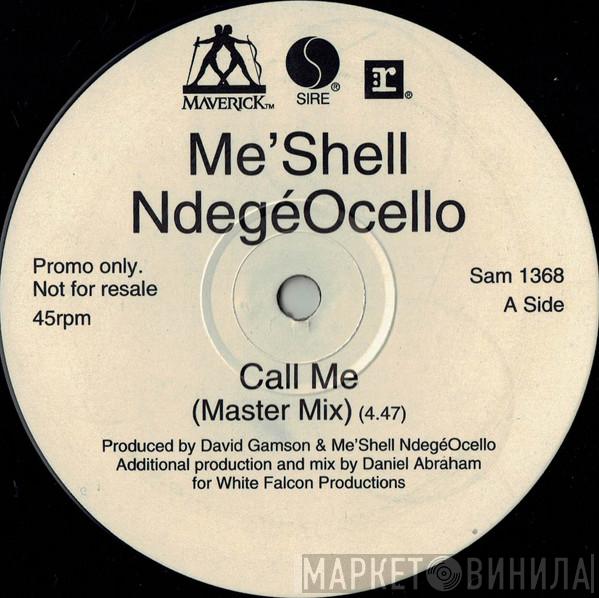 MAVERICK™
SIRE®
r®
Me'Shell
NdegéOcello
Promo only.
Not for resale
45rpm
Sam 1368
A Side
Call Me
(Master Mix) (4.47)
Produced by David Gamson & Me'Shell NdegéOcello
Additional production and mix by Daniel Abraham
for White Falcon Productions
МАРКЕТ ВИНИЛА